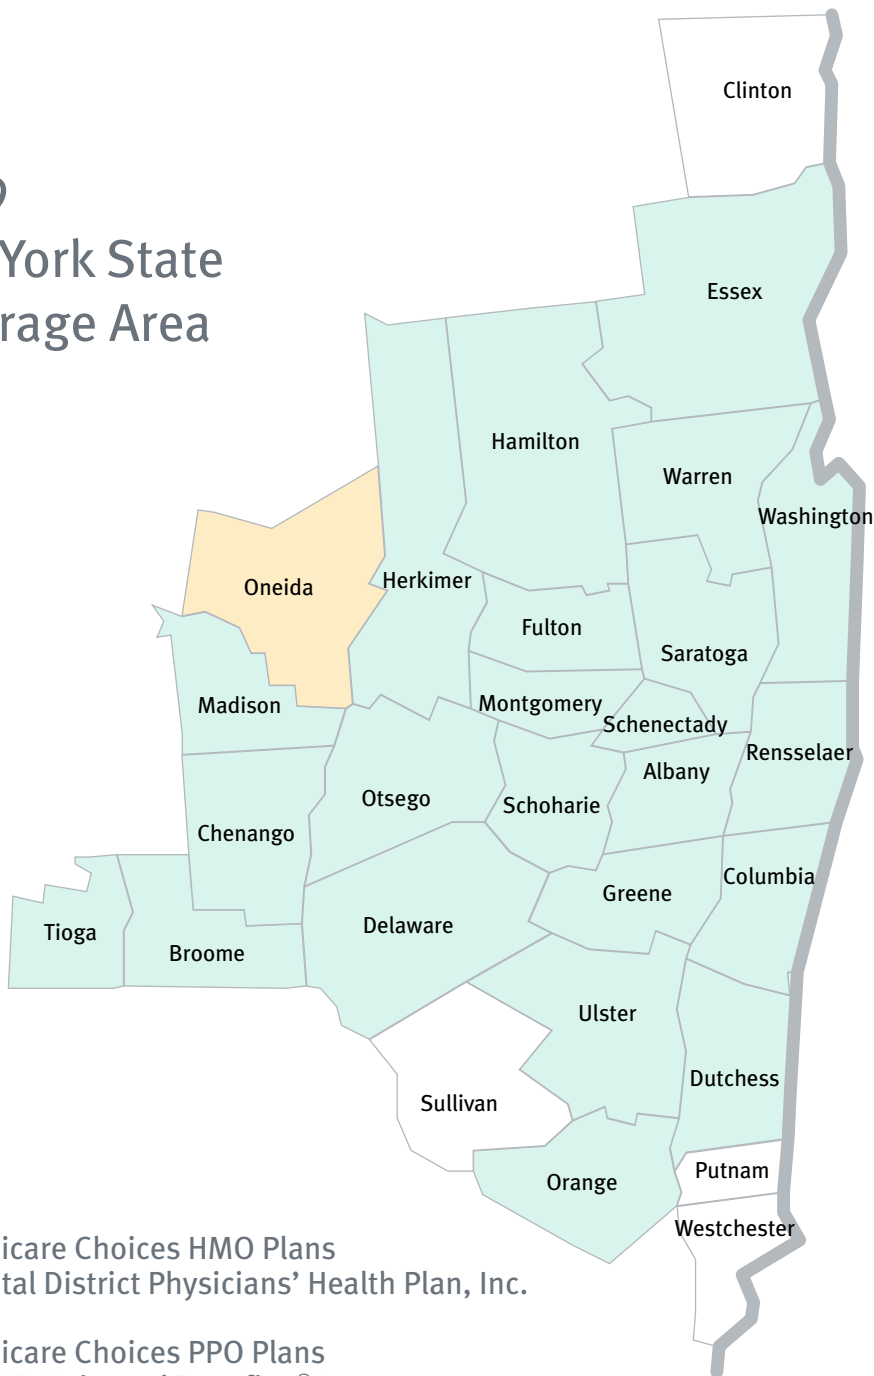 Clinton
York State
Essex
rage Area
Hamilton
Warren
Washington
Oneida
Herkimer
Fulton
Saratoga
Madison
Montgomery
Schenectady
Rensselaer
Albany
Otsego
Schoharie
Chenango
Columbia
Greene
Tioga
Delaware
Broome
Ulster
Dutchess
Sullivan
Putnam
Orange
Westchester
icare Choices HMO Plans
tal District Physicians’ Health Plan, Inc.
icare Choices PPO Plans